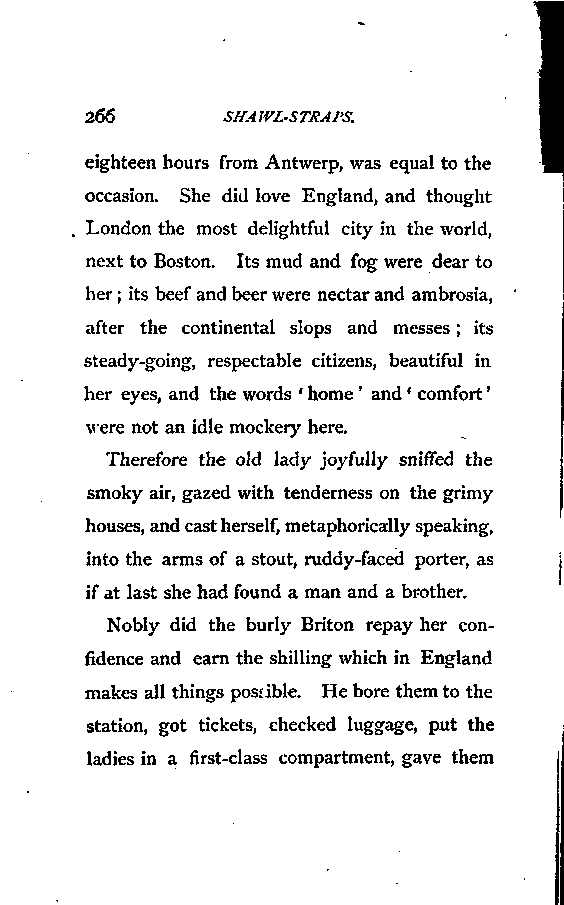 266 SHAWL-STRAPS.
eighteen hours from Antwerp, was equal to the
occasion. She did love England, and thought
London the most delightful city in the world,
next to Boston. Its mud and fog were dear to
her ; its beef and beer were nectar and ambrosia,
after the continental slops and messes ; its
steady-going, respectable citizens, beautiful in
her eyes, and the words ‘ home ’ and ‘ comfort ’
were not an idle mockery here.
Therefore the old lady joyfully sniffed the
smoky air, gazed with tenderness on the grimy
houses, and cast herself, metaphorically speaking,
into the arms of a stout, ruddy-faced porter, as
if at last she had found a man and a brother.
Nobly did the burly Briton repay her con-
fidence and earn the shilling which in England
makes all things possible. He bore them to the
station, got tickets, checked luggage, put the
ladies in a first-class compartment, gave them